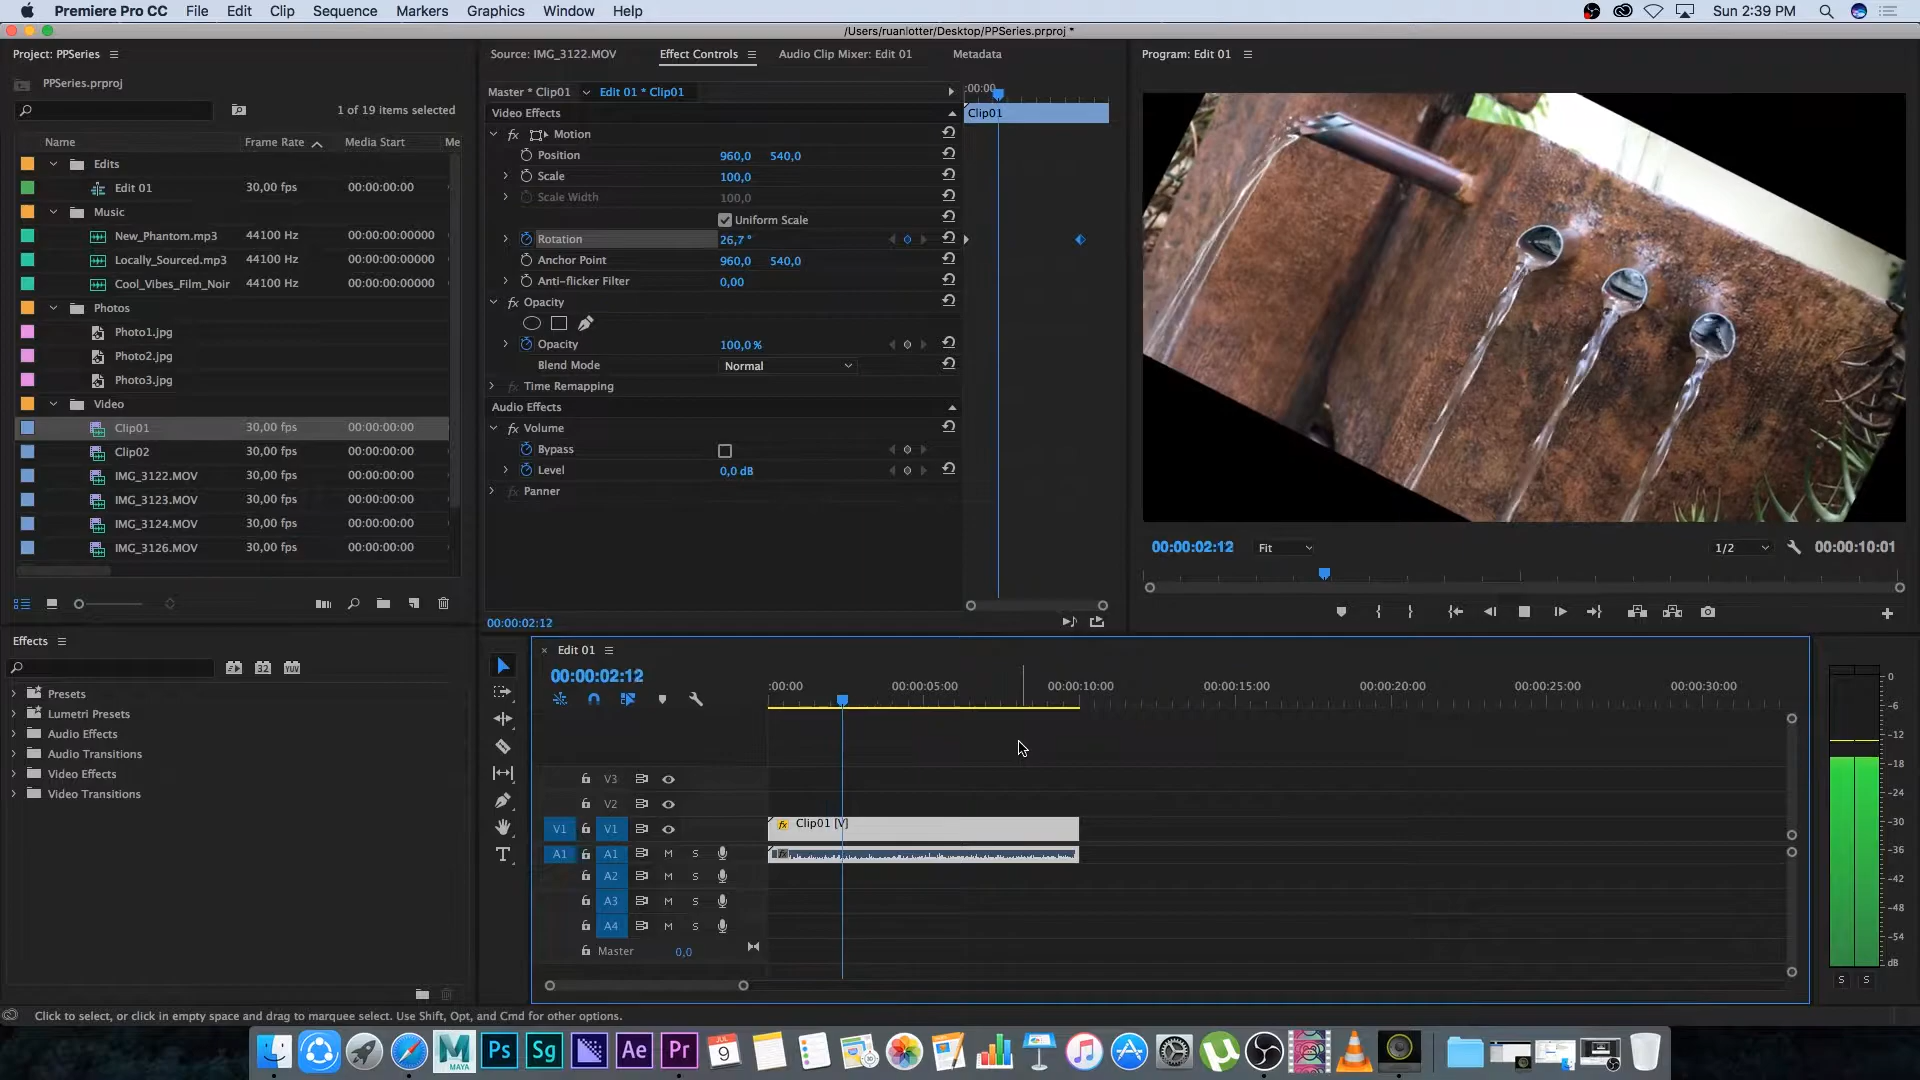 Premiere Pro CC File Edit Clip Sequence Markers Graphics Window Help Sun 2:39 PM
/Users/ruanlotter/Desktop/PPSeries.prproj *
Project: PPSeries
PPSeries.prproj
1 of 19 items selected
Name Frame Rate Media Start Me
Edits
Edit 01 30,00 fps 00:00:00:00
Music
New_Phantom.mp3 44100 Hz 00:00:00:00000
Locally_Sourced.mp3 44100 Hz 00:00:00:00000
Cool_Vibes_Film_Noir 44100 Hz 00:00:00:00000
Photos
Photo1.jpg
Photo2.jpg
Photo3.jpg
Video
Clip01 30,00 fps 00:00:00:00
Clip02 30,00 fps 00:00:00:00
IMG_3122.MOV 30,00 fps 00:00:00:00
IMG_3123.MOV 30,00 fps 00:00:00:00
IMG_3124.MOV 30,00 fps 00:00:00:00
IMG_3126.MOV 30,00 fps 00:00:00:00
Source: IMG_3122.MOV Effect Controls Audio Clip Mixer: Edit 01 Metadata
Master * Clip01 Edit 01 * Clip01 :00:00
Video Effects Clip01
fx Motion
Position 960,0 540,0
Scale 100,0
Scale Width 100,0
Uniform Scale
Rotation 26,7 °
Anchor Point 960,0 540,0
Anti-flicker Filter 0,00
fx Opacity
Opacity 100,0 %
Blend Mode Normal
fx Time Remapping
Audio Effects
fx Volume
Bypass
Level 0,0 dB
fx Panner
00:00:02:12
Program: Edit 01
00:00:02:12 Fit 1/2 00:00:10:01
Effects
32 YUV
Presets
Lumetri Presets
Audio Effects
Audio Transitions
Video Effects
Video Transitions
Edit 01
00:00:02:12
:00:00 00:00:05:00 00:00:10:00 00:00:15:00 00:00:20:00 00:00:25:00 00:00:30:00
V3
V2
V1 V1 fx Clip01 [V]
A1 A1 M S fx
A2 M S
A3 M S
A4 M S
Master 0,0
0
-6
-12
-18
-24
-30
-36
-42
-48
-54
dB
S S
Click to select, or click in empty space and drag to marquee select. Use Shift, Opt, and Cmd for other options.
MAYA Ps Sg Ae Pr JUL 9